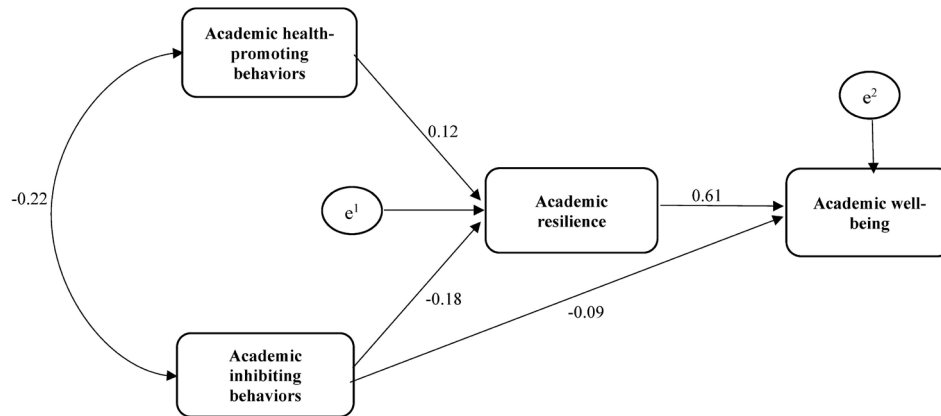 Academic health-
promoting
behaviors
e²
0.12
-0.22
e¹
Academic
resilience
0.61
Academic well-
being
-0.18
-0.09
Academic
inhibiting
behaviors